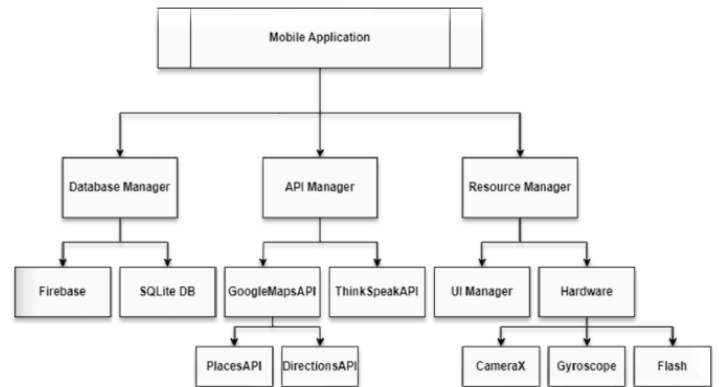 Mobile Application
Database Manager
API Manager
Resource Manager
Firebase
SQLite DB
GoogleMapsAPI
ThinkSpeakAPI
UI Manager
Hardware
PlacesAPI
DirectionsAPI
CameraX
Gyroscope
Flash